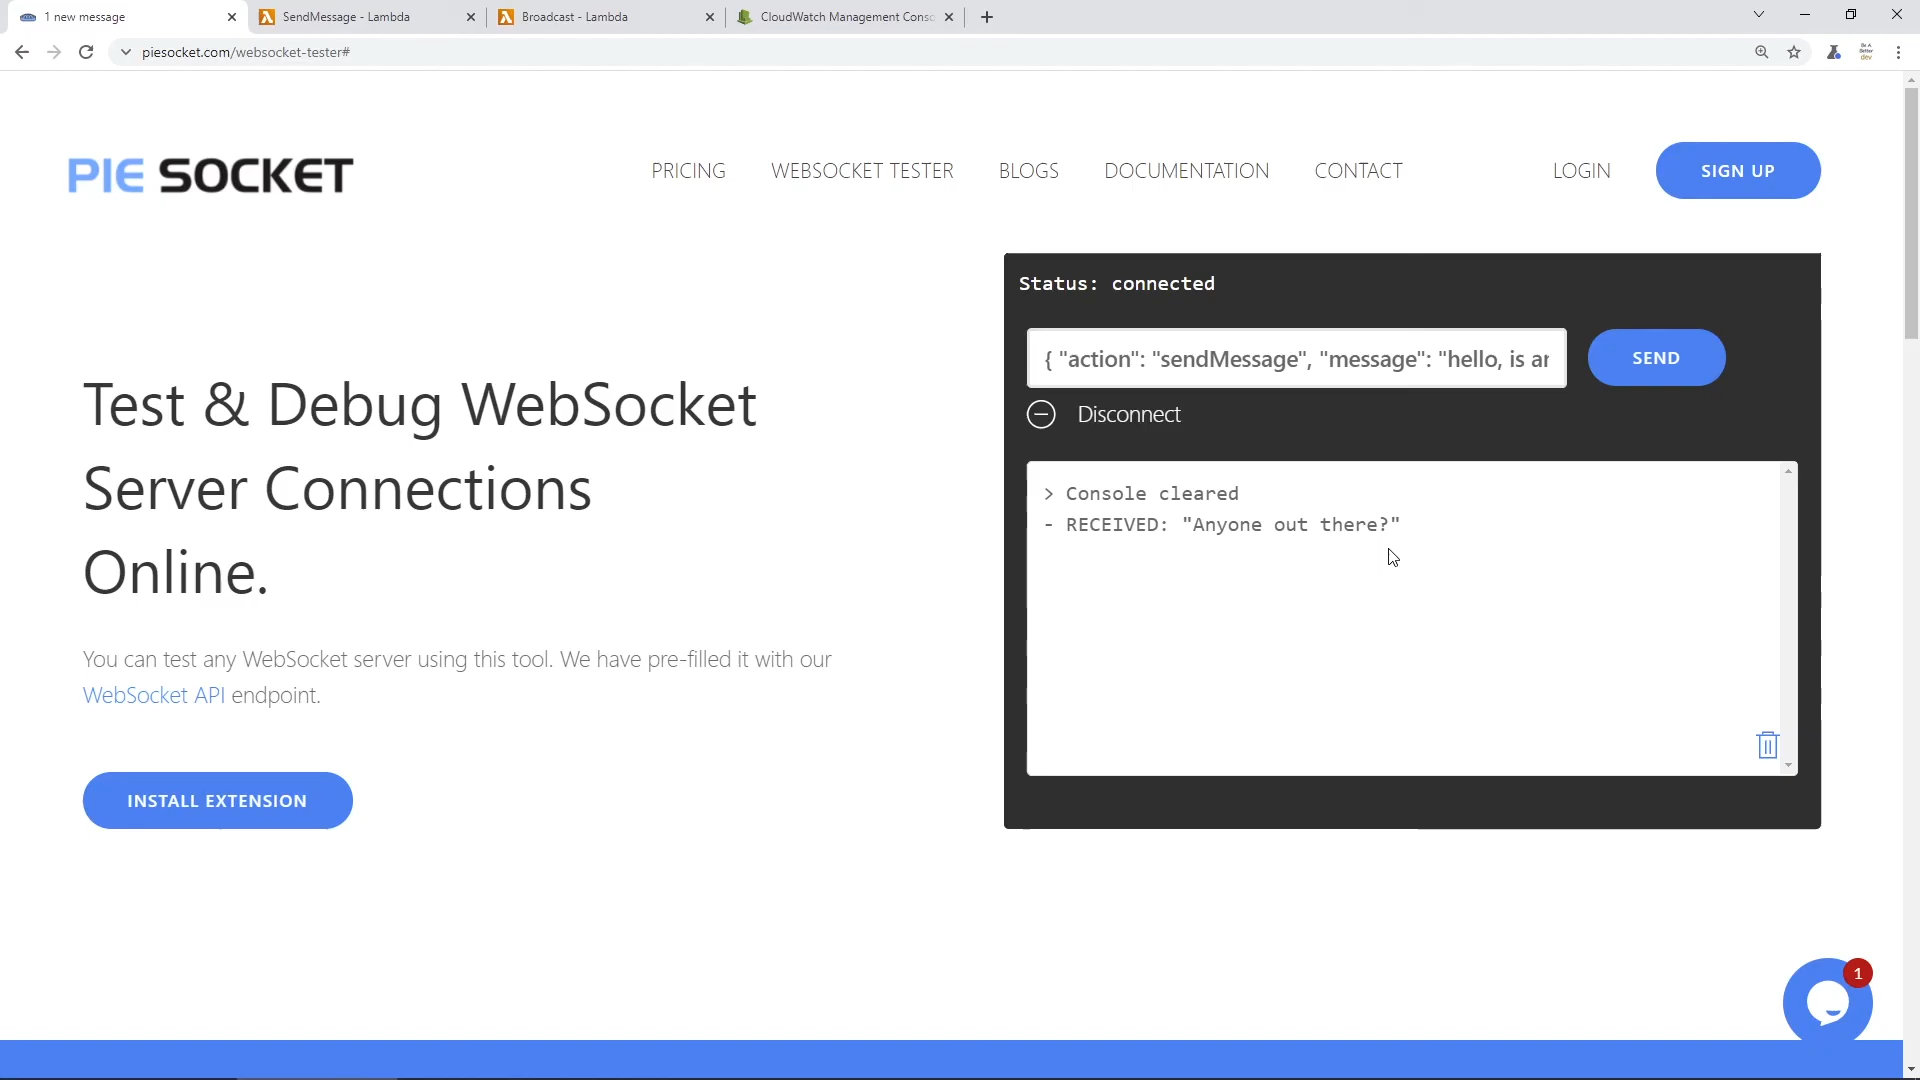 1 new message
SendMessage - Lambda
Broadcast - Lambda
CloudWatch Management Conso
piesocket.com/websocket-tester#
Be A
Better
dev
PIE SOCKET
PRICING
WEBSOCKET TESTER
BLOGS
DOCUMENTATION
CONTACT
LOGIN
SIGN UP
Status: connected
{ "action": "sendMessage", "message": "hello, is ar
SEND
Disconnect
> Console cleared
- RECEIVED: "Anyone out there?"
Test & Debug WebSocket
Server Connections
Online.
You can test any WebSocket server using this tool. We have pre-filled it with our
WebSocket API endpoint.
INSTALL EXTENSION
1